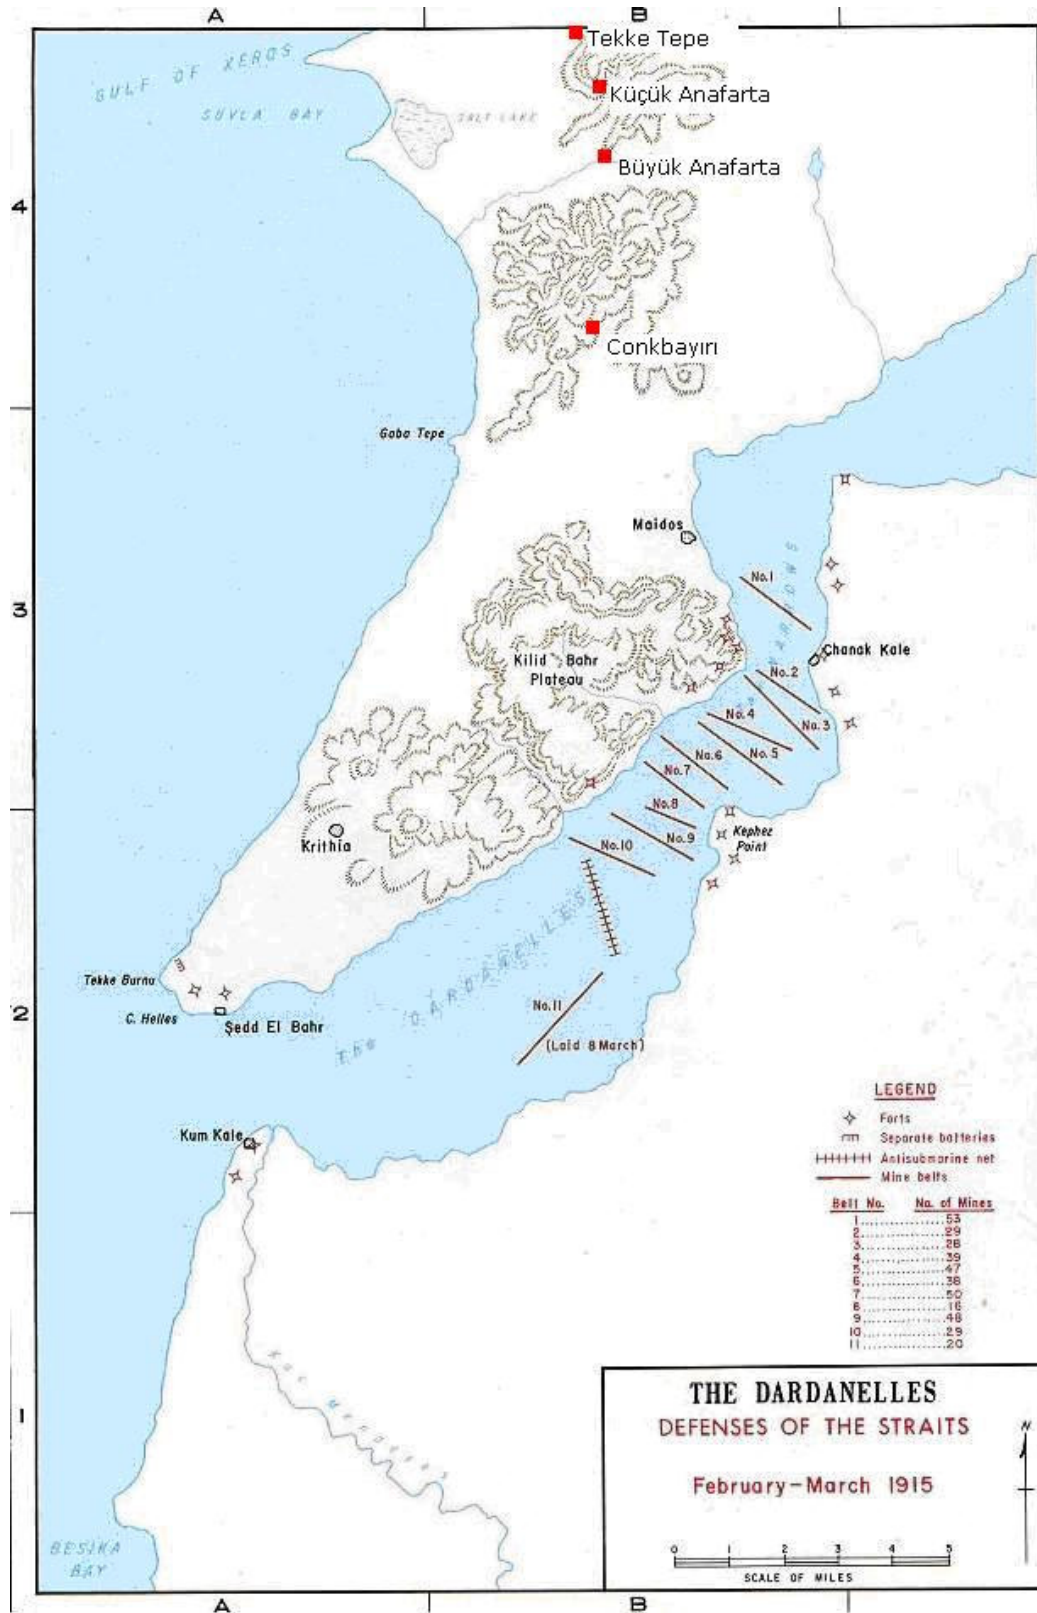 A
B
Tekke Tepe
GULF OF XEROS
Küçük Anafarta
SUVLA BAY
SALT LAKE
Büyük Anafarta
4
Conkbayırı
Gaba Tepe
Maidos
No.1
NARROWS
3
Chanak Kale
Kilid Bahr
Plateau
No.2
No.4
No.3
No.6
No.5
No.7
No.8
Kephez
Point
Krithia
No.9
No.10
Tekke Burnu
THE DARDANELLES
C. Helles
No.11
2
Şedd El Bahr
(Laid 8 March)
LEGEND
Forts
Kum Kale
Separate batteries
Antisubmarine net
Mine belts
Belt No. No. of Mines
1..............53
2..............29
3..............28
4..............39
5..............47
6..............38
7..............50
8..............16
9..............48
10..............29
11..............20
THE DARDANELLES
1
DEFENSES OF THE STRAITS
N
February–March 1915
BESIKA
BAY
0 1 2 3 4 5
SCALE OF MILES
A
B